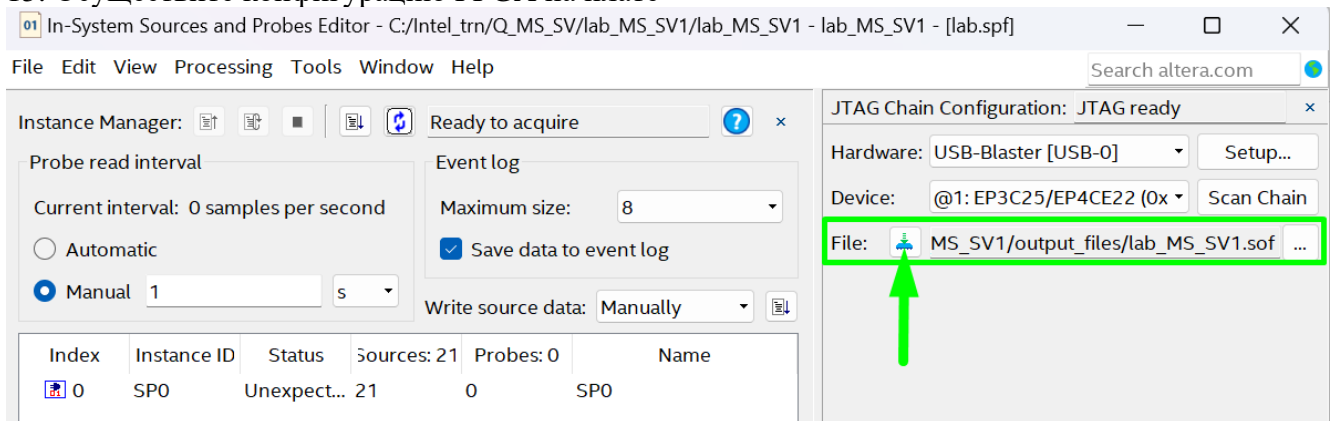 In-System Sources and Probes Editor - C:/Intel_trn/Q_MS_SV/lab_MS_SV1/lab_MS_SV1 - lab_MS_SV1 - [lab.spf]
File Edit View Processing Tools Window Help
Search altera.com
Instance Manager:
Ready to acquire
Probe read interval
Current interval: 0 samples per second
Automatic
Manual 1 s
Event log
Maximum size: 8
Save data to event log
Write source data: Manually
Index Instance ID Status Sources: 21 Probes: 0 Name
0 SP0 Unexpect... 21 0 SP0
JTAG Chain Configuration: JTAG ready
Hardware: USB-Blaster [USB-0] Setup...
Device: @1: EP3C25/EP4CE22 (0x Scan Chain
File: MS_SV1/output_files/lab_MS_SV1.sof ...